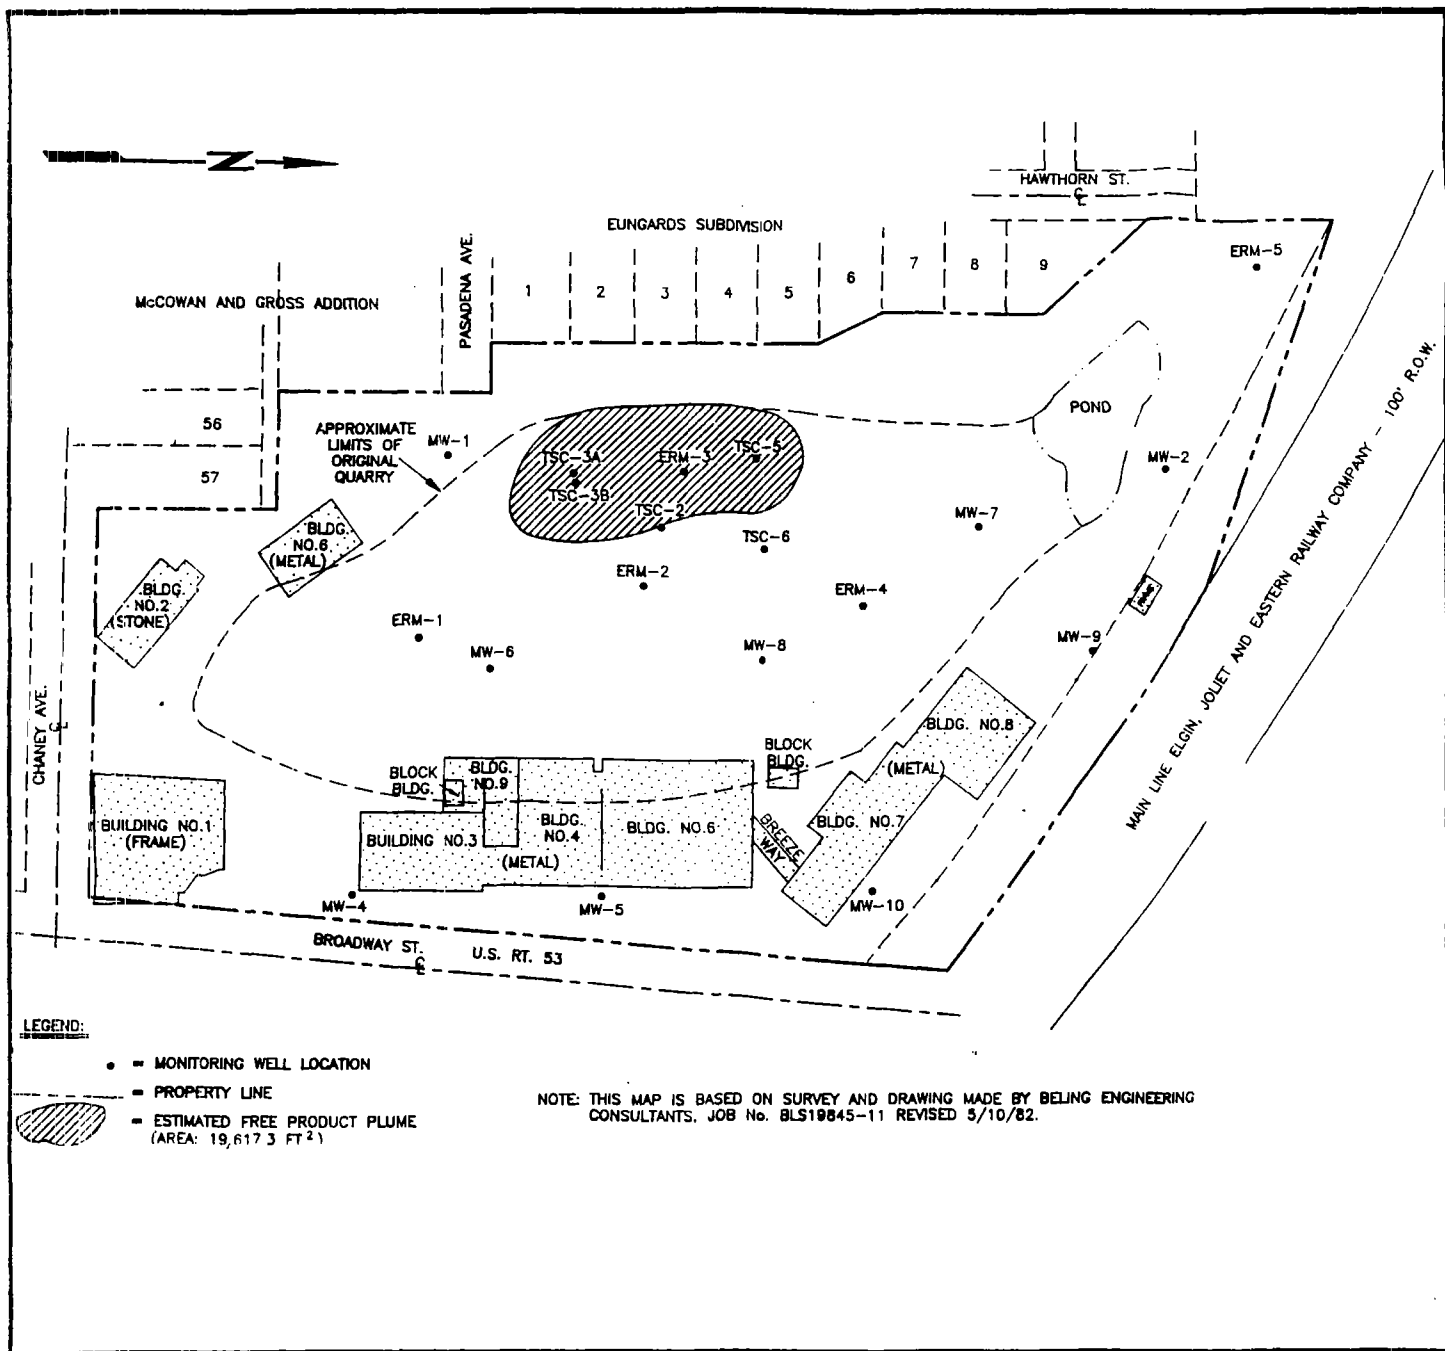 N
HAWTHORN ST.
℄
EUNGARDS SUBDIVISION
ERM-5
PASADENA AVE.
1
2
3
4
5
6
7
8
9
McCOWAN AND GROSS ADDITION
MAIN LINE ELGIN, JOLIET AND EASTERN RAILWAY COMPANY - 100' R.O.W.
POND
56
57
APPROXIMATE
LIMITS OF
ORIGINAL
QUARRY
MW-1
TSC-3A
ERM-3
TSC-5
MW-2
TSC-3B
TSC-2
MW-7
BLDG.
NO.6
(METAL)
TSC-6
BLDG.
NO.2
(STONE)
ERM-2
ERM-4
ERM-1
MW-6
MW-8
MW-9
CHANEY AVE.
℄
BLDG. NO.8
(METAL)
BLOCK
BLDG.
BLOCK
BLDG.
BLDG.
NO.9
BUILDING NO.1
(FRAME)
BUILDING NO.3
BLDG.
NO.4
(METAL)
BLDG. NO.6
BREEZE
WAY
BLDG. NO.7
MW-4
MW-5
MW-10
BROADWAY ST.
℄
U.S. RT. 53
LEGEND:
• = MONITORING WELL LOCATION
= PROPERTY LINE
= ESTIMATED FREE PRODUCT PLUME
(AREA: 19,617 3 FT²)
NOTE: THIS MAP IS BASED ON SURVEY AND DRAWING MADE BY BELING ENGINEERING
CONSULTANTS, JOB No. BLS19845-11 REVISED 5/10/82.